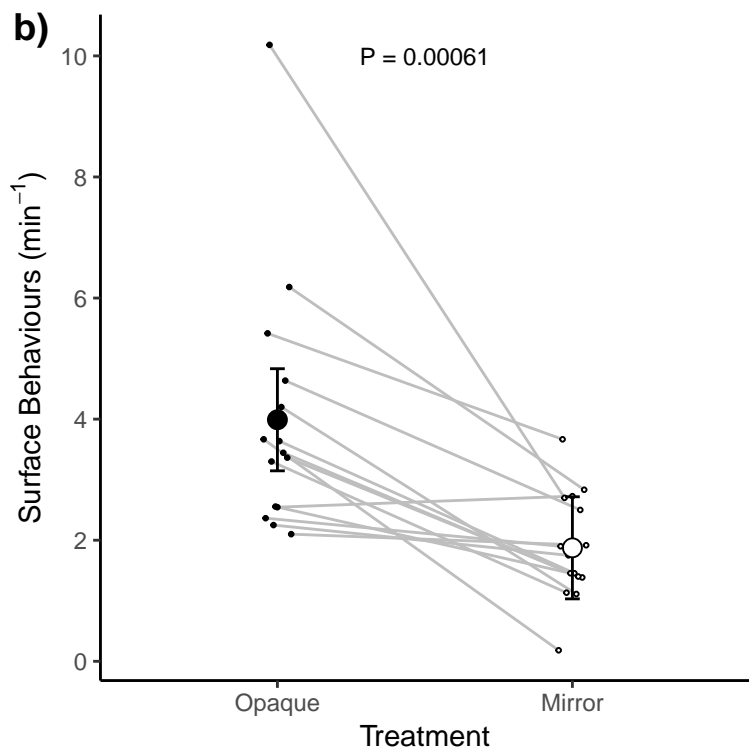 b)
P = 0.00061
Surface Behaviours (min⁻¹)
10
8
6
4
2
0
Opaque
Mirror
Treatment